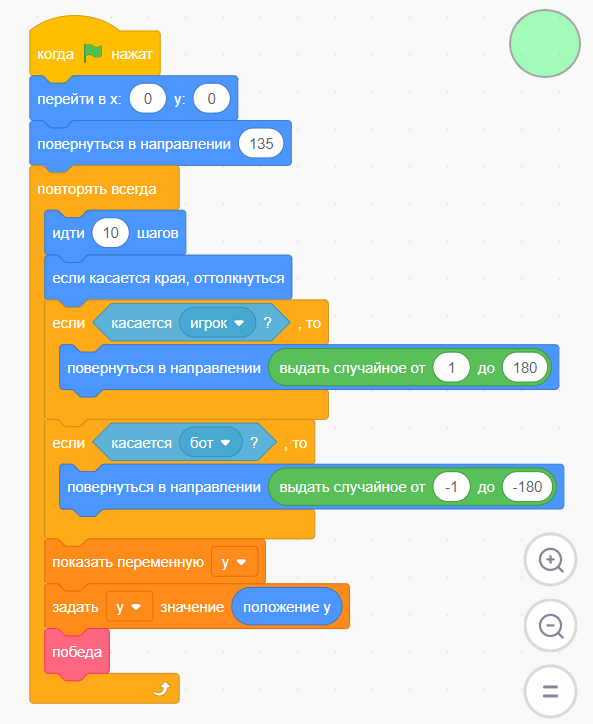 когда нажат
перейти в x: 0 y: 0
повернуться в направлении 135
повторять всегда
идти 10 шагов
если касается края, оттолкнуться
если касается игрок ? , то
повернуться в направлении выдать случайное от 1 до 180
если касается бот ? , то
повернуться в направлении выдать случайное от -1 до -180
показать переменную y
задать y значение положение y
победа